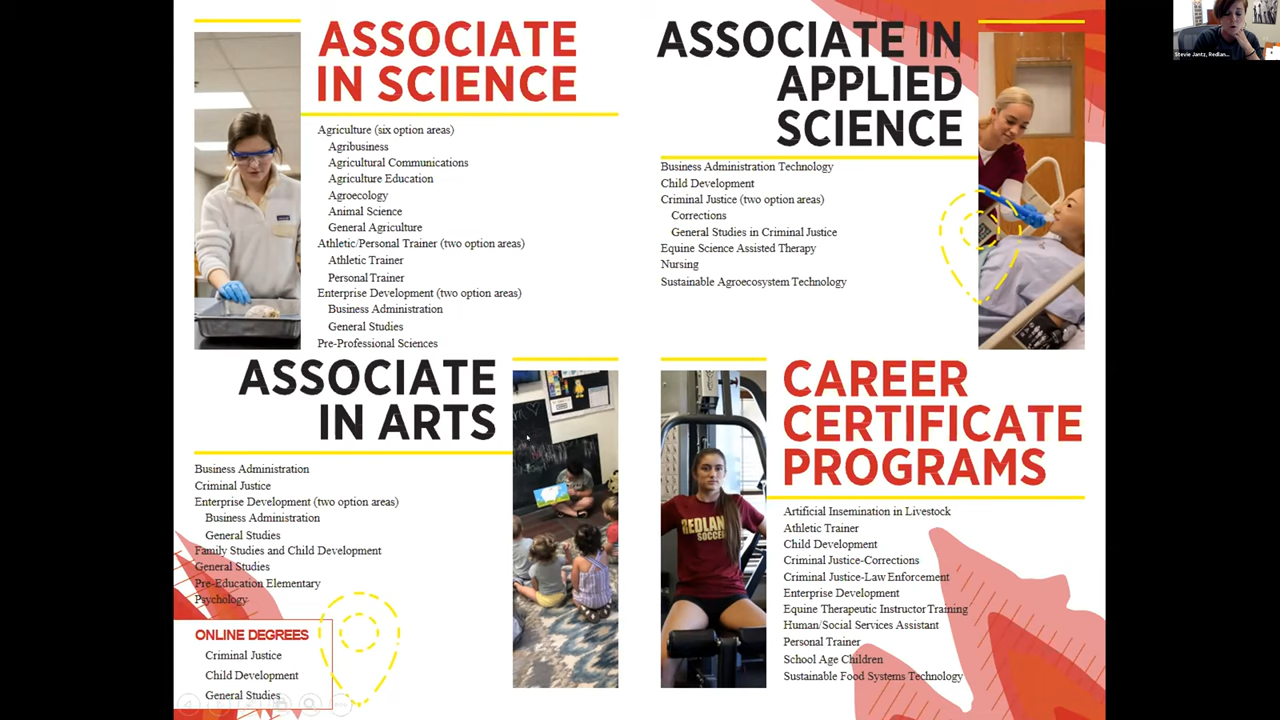 ASSOCIATE
IN SCIENCE
Agriculture (six option areas)
Agribusiness
Agricultural Communications
Agriculture Education
Agroecology
Animal Science
General Agriculture
Athletic/Personal Trainer (two option areas)
Athletic Trainer
Personal Trainer
Enterprise Development (two option areas)
Business Administration
General Studies
Pre-Professional Sciences
ASSOCIATE IN
APPLIED
SCIENCE
Business Administration Technology
Child Development
Criminal Justice (two option areas)
Corrections
General Studies in Criminal Justice
Equine Science Assisted Therapy
Nursing
Sustainable Agroecosystem Technology
Stevie Jantz, Redlan...
ASSOCIATE
IN ARTS
Business Administration
Criminal Justice
Enterprise Development (two option areas)
Business Administration
General Studies
Family Studies and Child Development
General Studies
Pre-Education Elementary
Psychology
ONLINE DEGREES
Criminal Justice
Child Development
General Studies
REDLAN
SOCCER
CAREER
CERTIFICATE
PROGRAMS
Artificial Insemination in Livestock
Athletic Trainer
Child Development
Criminal Justice-Corrections
Criminal Justice-Law Enforcement
Enterprise Development
Equine Therapeutic Instructor Training
Human/Social Services Assistant
Personal Trainer
School Age Children
Sustainable Food Systems Technology